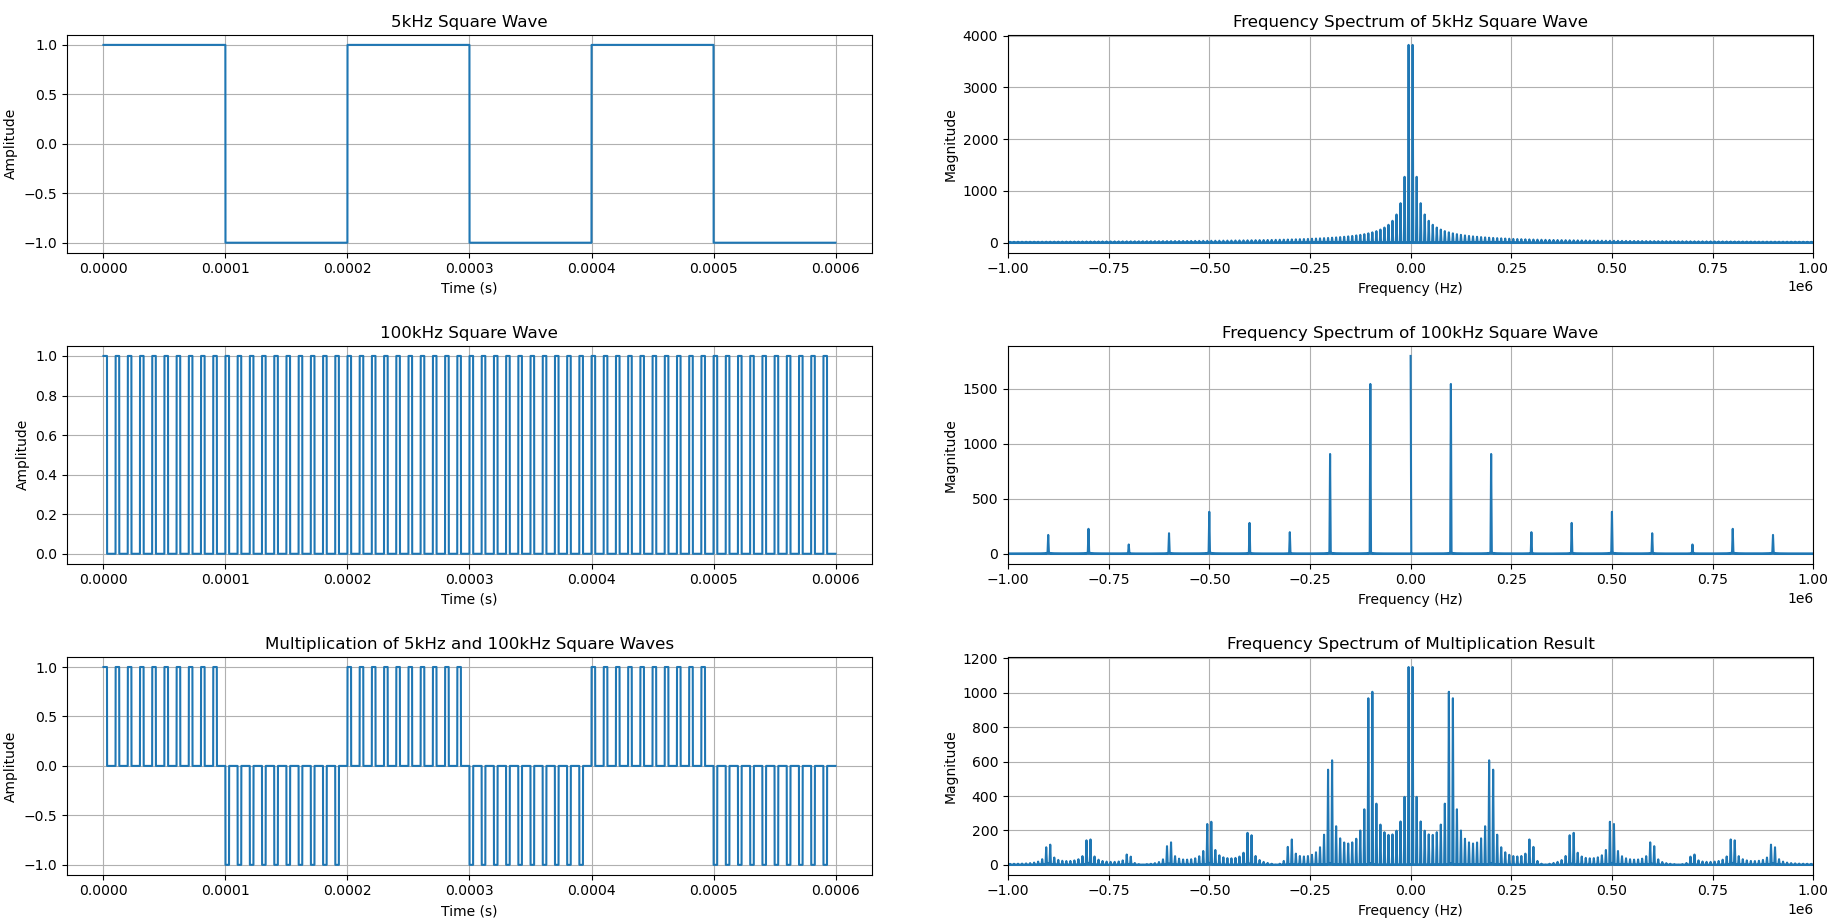 5kHz Square Wave
Amplitude
1.0
0.5
0.0
−0.5
−1.0
0.0000 0.0001 0.0002 0.0003 0.0004 0.0005 0.0006
Time (s)
Frequency Spectrum of 5kHz Square Wave
Magnitude
4000
3000
2000
1000
0
−1.00 −0.75 −0.50 −0.25 0.00 0.25 0.50 0.75 1.00
1e6
Frequency (Hz)
100kHz Square Wave
Amplitude
1.0
0.8
0.6
0.4
0.2
0.0
0.0000 0.0001 0.0002 0.0003 0.0004 0.0005 0.0006
Time (s)
Frequency Spectrum of 100kHz Square Wave
Magnitude
1500
1000
500
0
−1.00 −0.75 −0.50 −0.25 0.00 0.25 0.50 0.75 1.00
1e6
Frequency (Hz)
Multiplication of 5kHz and 100kHz Square Waves
Amplitude
1.0
0.5
0.0
−0.5
−1.0
0.0000 0.0001 0.0002 0.0003 0.0004 0.0005 0.0006
Time (s)
Frequency Spectrum of Multiplication Result
Magnitude
1200
1000
800
600
400
200
0
−1.00 −0.75 −0.50 −0.25 0.00 0.25 0.50 0.75 1.00
1e6
Frequency (Hz)